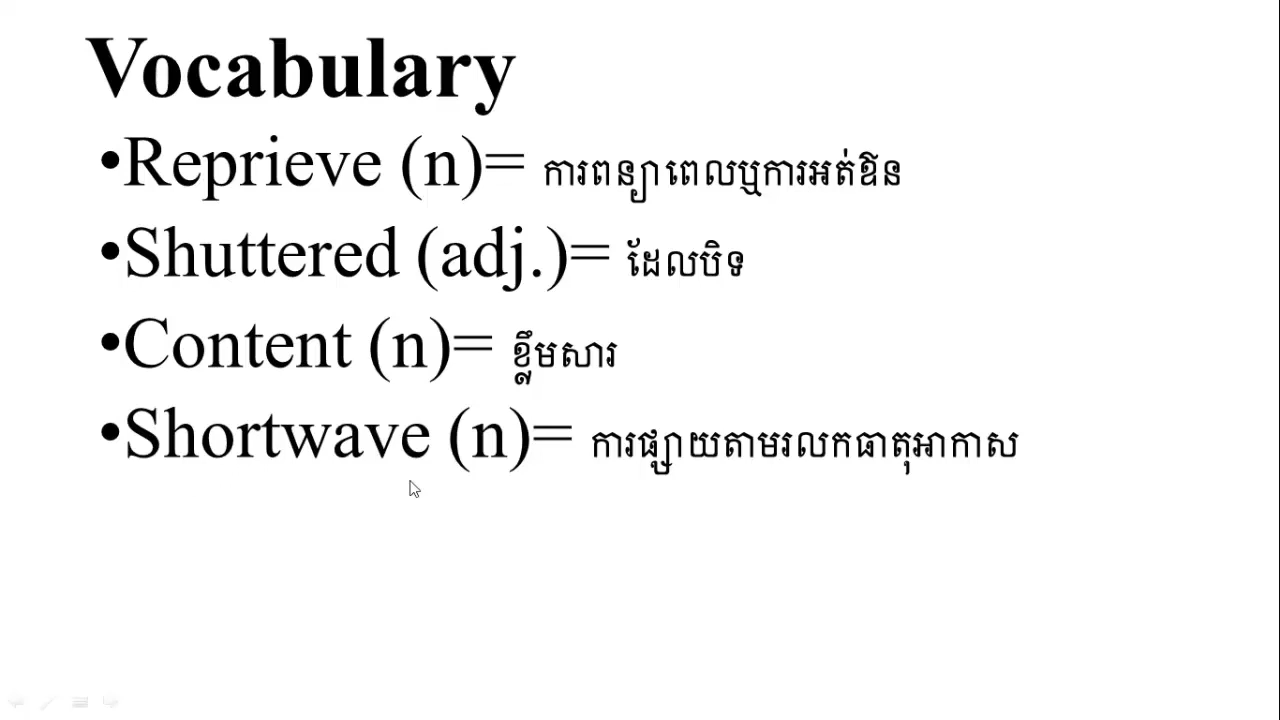 Vocabulary
•Reprieve (n)= ការពន្យាពេលឬការអត់ឱន
•Shuttered (adj.)= ដែលបិទ
•Content (n)= ខ្លឹមសារ
•Shortwave (n)= ការផ្សាយតាមរលកធាតុអាកាស